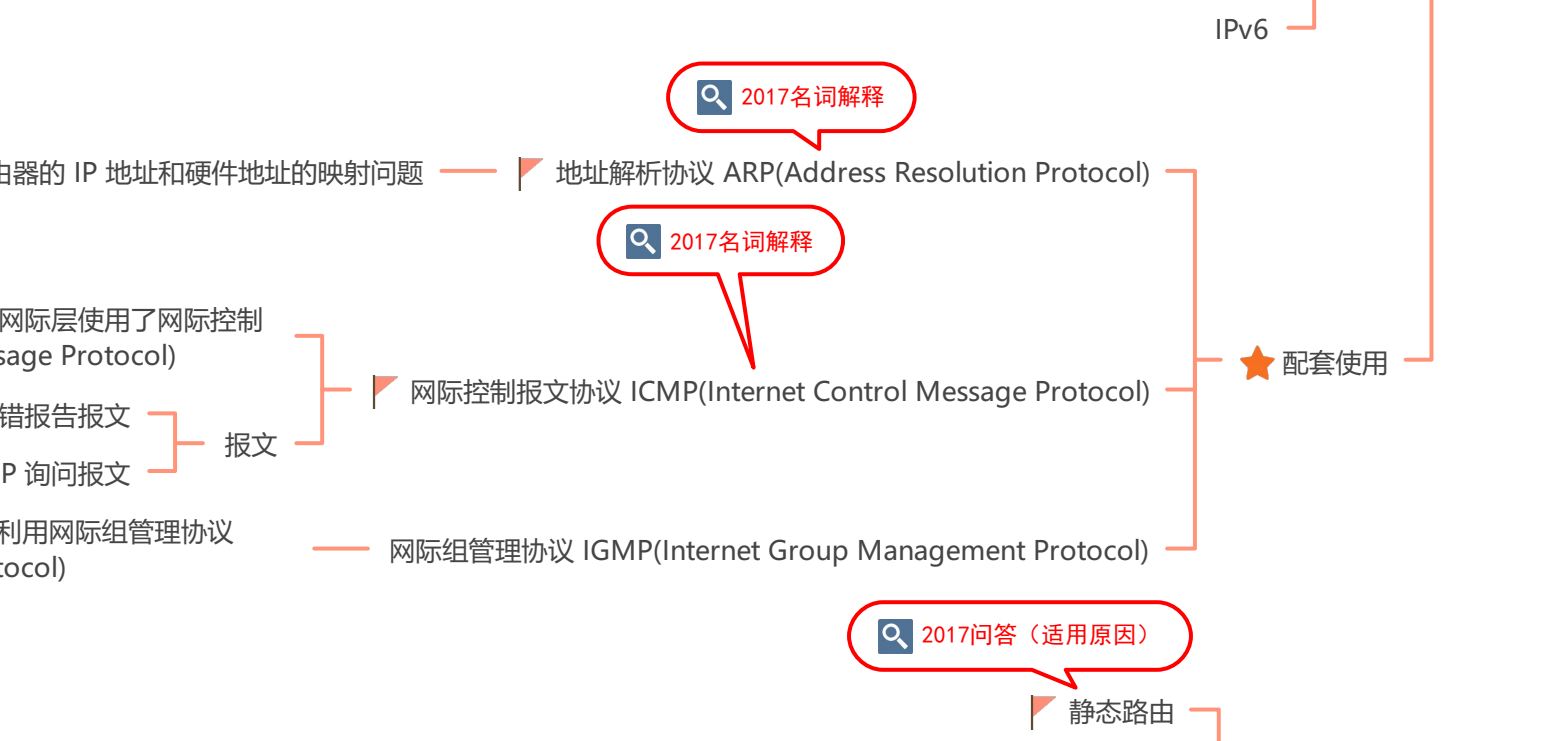 IPv6
2017名词解释
由器的 IP 地址和硬件地址的映射问题
地址解析协议 ARP(Address Resolution Protocol)
2017名词解释
网际层使用了网际控制
sage Protocol)
网际控制报文协议 ICMP(Internet Control Message Protocol)
配套使用
错报告报文
报文
P 询问报文
利用网际组管理协议
tocol)
网际组管理协议 IGMP(Internet Group Management Protocol)
2017问答（适用原因）
静态路由